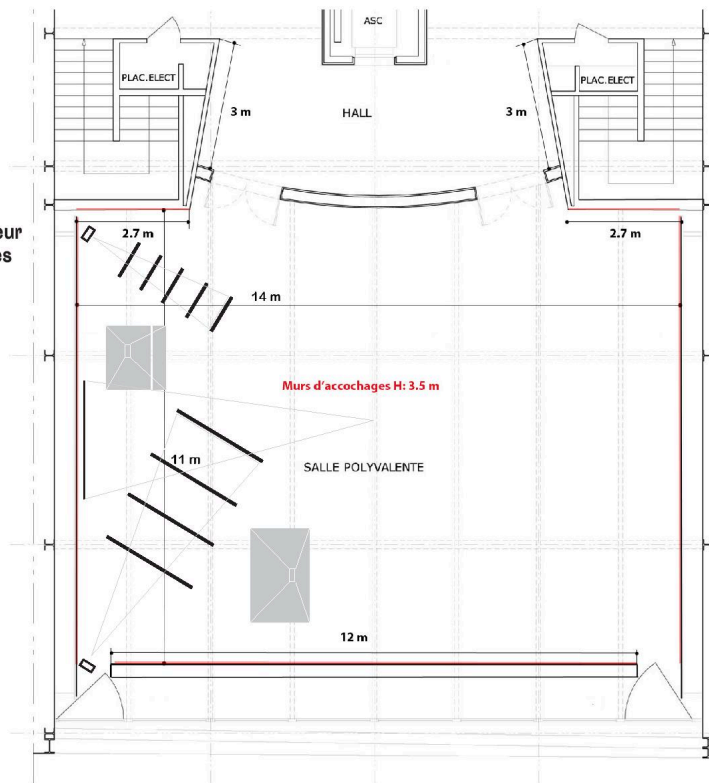 ASC
PLAC.ELECT
PLAC.ELECT
3 m
HALL
3 m
2.7 m
2.7 m
eur
es
14 m
Murs d'accochages H: 3.5 m
11 m
SALLE POLYVALENTE
12 m